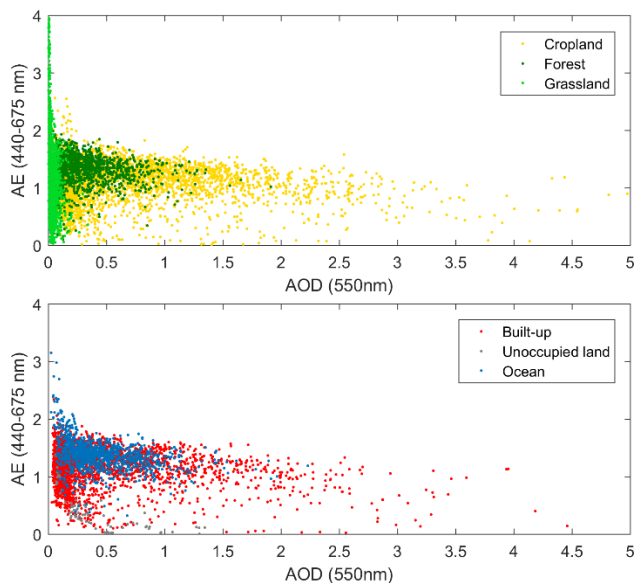 4
3
2
1
0
AE (440-675 nm)
Cropland
Forest
Grassland
0 0.5 1 1.5 2 2.5 3 3.5 4 4.5 5
AOD (550nm)
4
3
2
1
0
AE (440-675 nm)
Built-up
Unoccupied land
Ocean
0 0.5 1 1.5 2 2.5 3 3.5 4 4.5 5
AOD (550nm)